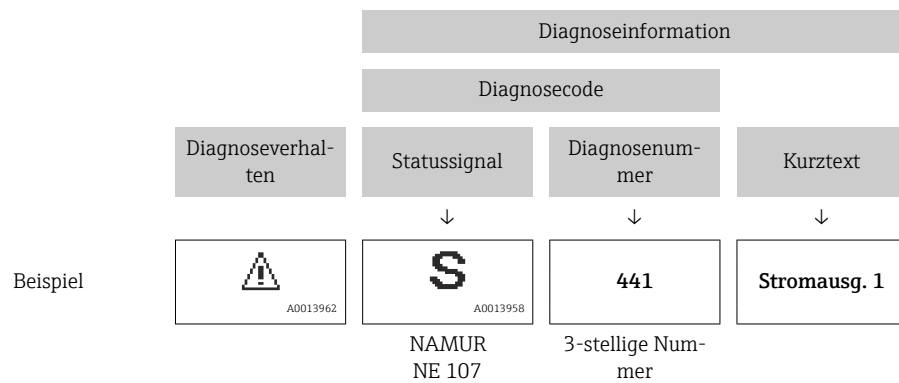 Diagnoseinformation
Diagnosecode
Diagnoseverhal-
ten
Statussignal
Diagnosenum-
mer
Kurztext
↓ ↓ ↓
Beispiel
A0013962
S
A0013958
441
Stromausg. 1
NAMUR
NE 107
3-stellige Num-
mer